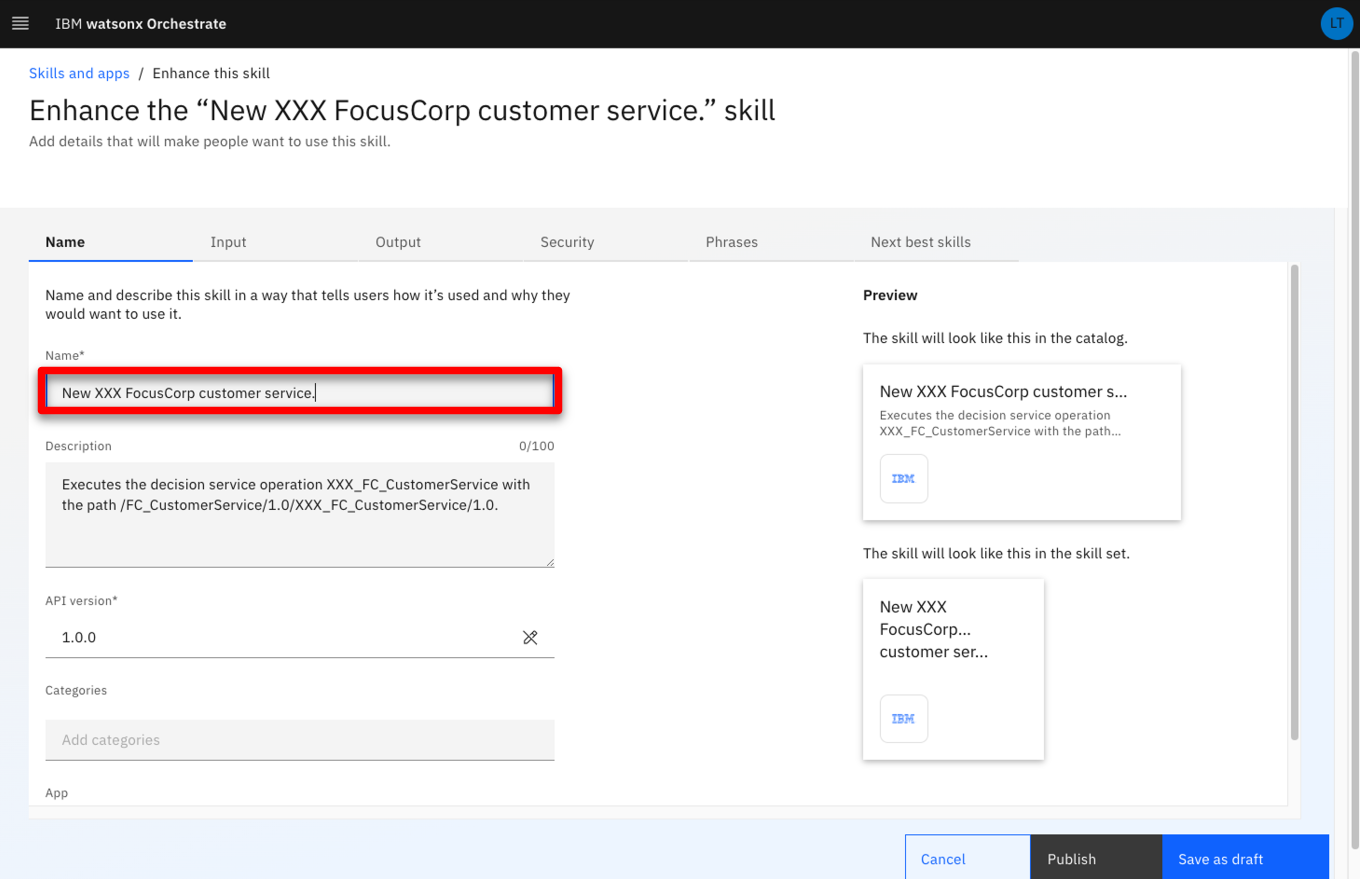 IBM watsonx Orchestrate
LT
Skills and apps / Enhance this skill
Enhance the “New XXX FocusCorp customer service.” skill
Add details that will make people want to use this skill.
Name
Input
Output
Security
Phrases
Next best skills
Name and describe this skill in a way that tells users how it’s used and why they
would want to use it.
Name*
New XXX FocusCorp customer service.
Description
0/100
Executes the decision service operation XXX_FC_CustomerService with
the path /FC_CustomerService/1.0/XXX_FC_CustomerService/1.0.
API version*
1.0.0
Categories
Add categories
App
Preview
The skill will look like this in the catalog.
New XXX FocusCorp customer s...
Executes the decision service operation
XXX_FC_CustomerService with the path...
IBM
The skill will look like this in the skill set.
New XXX
FocusCorp...
customer ser...
IBM
Cancel
Publish
Save as draft